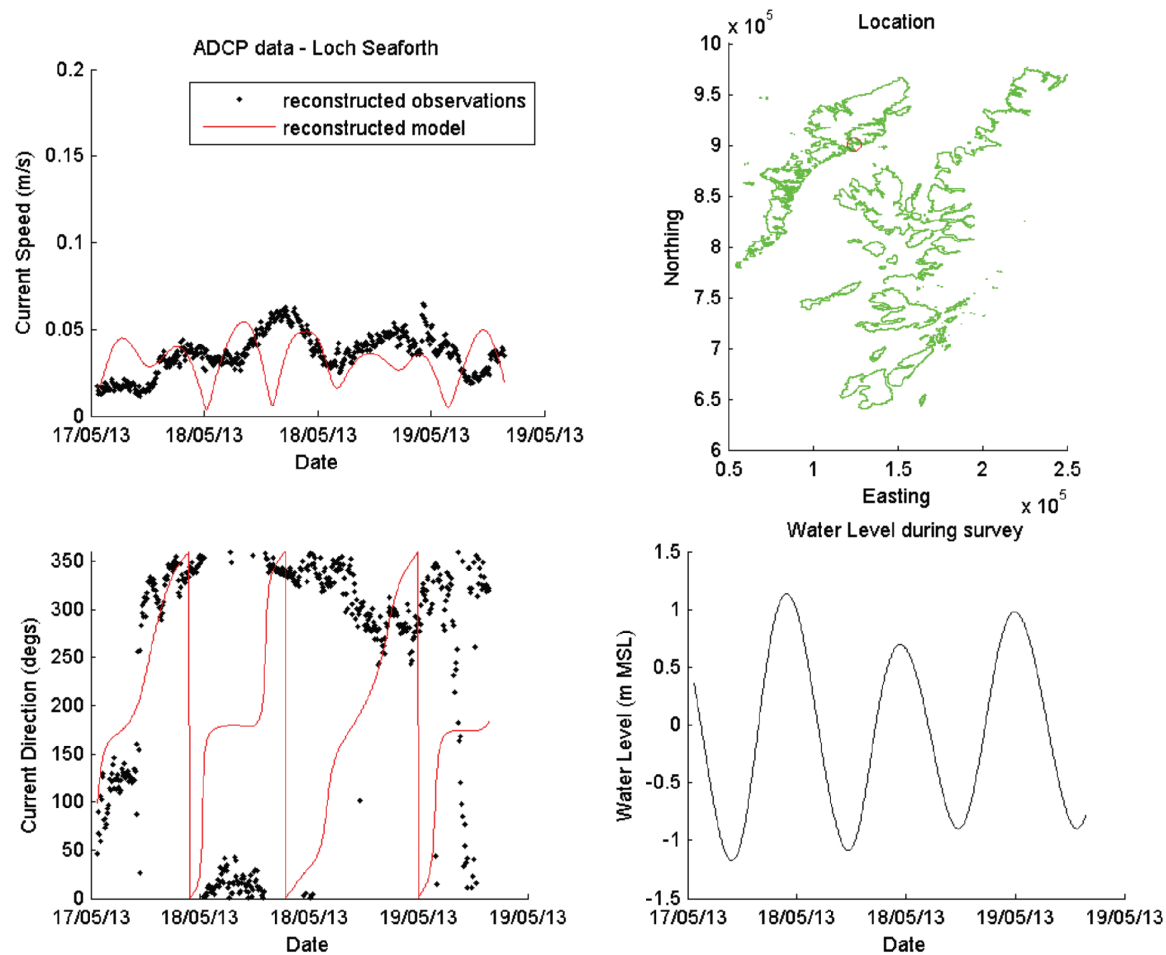 ADCP data - Loch Seaforth
0.2
0.15
0.1
0.05
0
Current Speed (m/s)
reconstructed observations
reconstructed model
17/05/13 18/05/13 18/05/13 19/05/13 19/05/13
Date
x 10^5
Location
10
9.5
9
8.5
8
7.5
7
6.5
6
Northing
0.5 1 1.5 2 2.5
Easting
x 10^5
350
300
250
200
150
100
50
0
Current Direction (degs)
17/05/13 18/05/13 18/05/13 19/05/13 19/05/13
Date
Water Level during survey
1.5
1
0.5
0
-0.5
-1
-1.5
Water Level (m MSL)
17/05/13 18/05/13 18/05/13 19/05/13 19/05/13
Date